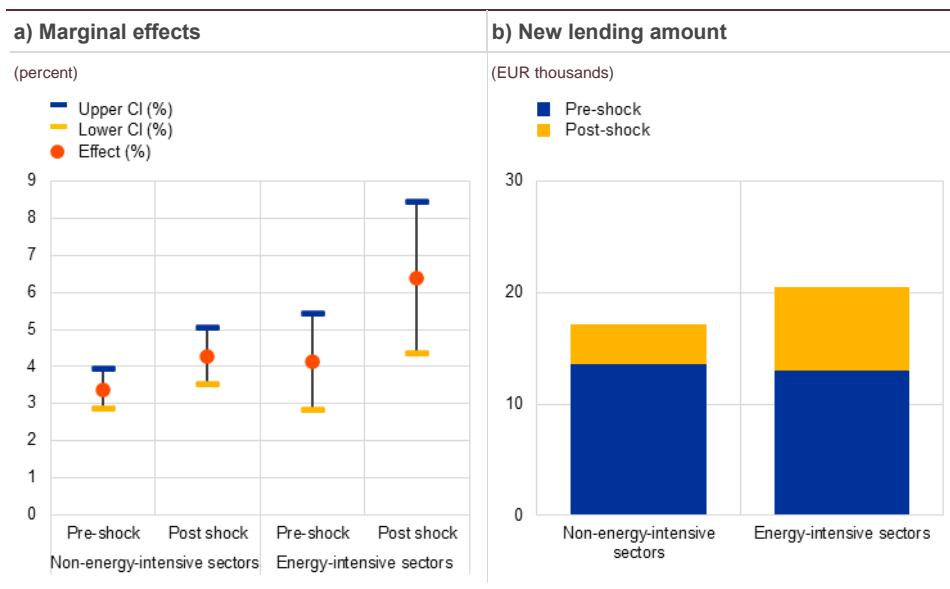 a) Marginal effects
(percent)
Upper CI (%)
Lower CI (%)
Effect (%)
9
8
7
6
5
4
3
2
1
0
Pre-shock Post shock Pre-shock Post shock
Non-energy-intensive sectors Energy-intensive sectors
b) New lending amount
(EUR thousands)
Pre-shock
Post-shock
30
20
10
0
Non-energy-intensive
sectors
Energy-intensive sectors